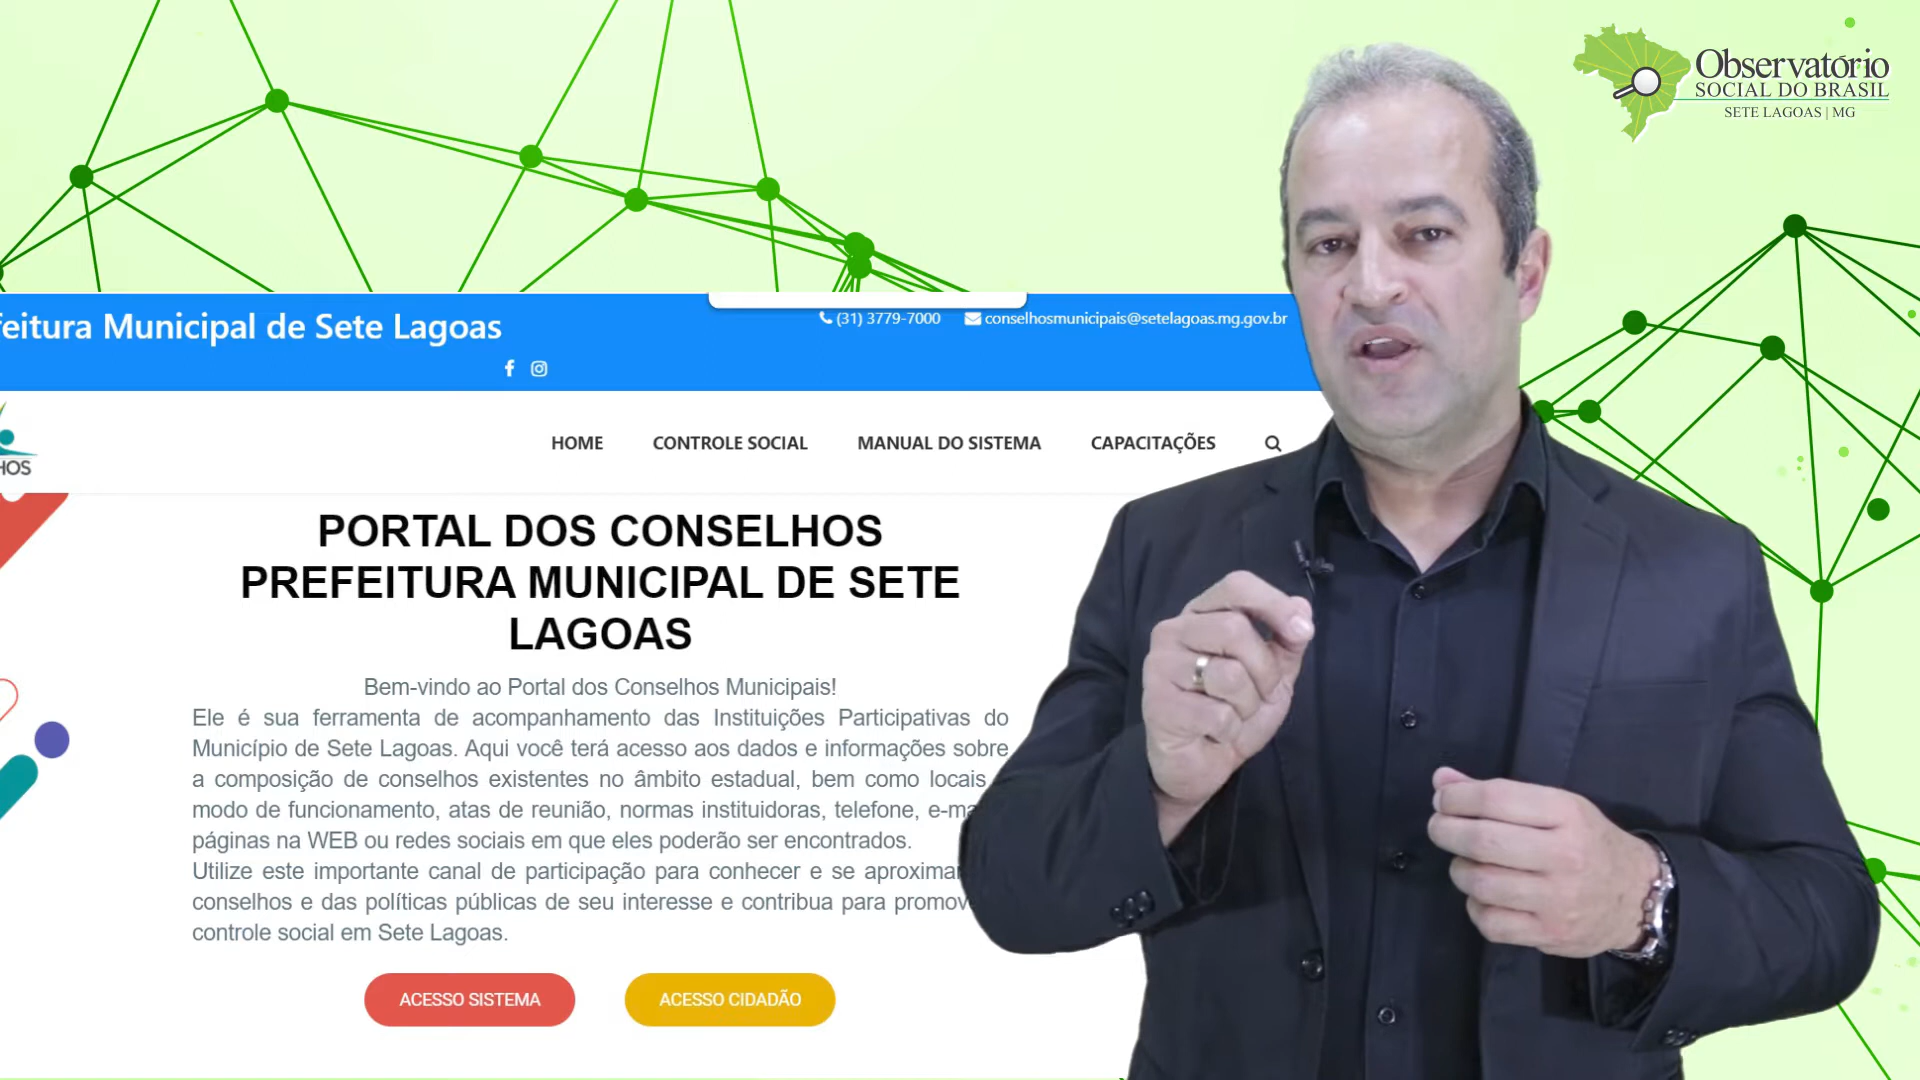 Observatório
SOCIAL DO BRASIL
SETE LAGOAS | MG
feitura Municipal de Sete Lagoas
(31) 3779-7000 conselhosmunicipais@setelagoas.mg.gov.br
HOS
HOME CONTROLE SOCIAL MANUAL DO SISTEMA CAPACITAÇÕES
PORTAL DOS CONSELHOS
PREFEITURA MUNICIPAL DE SETE
LAGOAS
Bem-vindo ao Portal dos Conselhos Municipais!
Ele é sua ferramenta de acompanhamento das Instituições Participativas do
Município de Sete Lagoas. Aqui você terá acesso aos dados e informações sobre
a composição de conselhos existentes no âmbito estadual, bem como locais
modo de funcionamento, atas de reunião, normas instituidoras, telefone, e-ma
páginas na WEB ou redes sociais em que eles poderão ser encontrados.
Utilize este importante canal de participação para conhecer e se aproximar
conselhos e das políticas públicas de seu interesse e contribua para promov
controle social em Sete Lagoas.
ACESSO SISTEMA ACESSO CIDADÃO